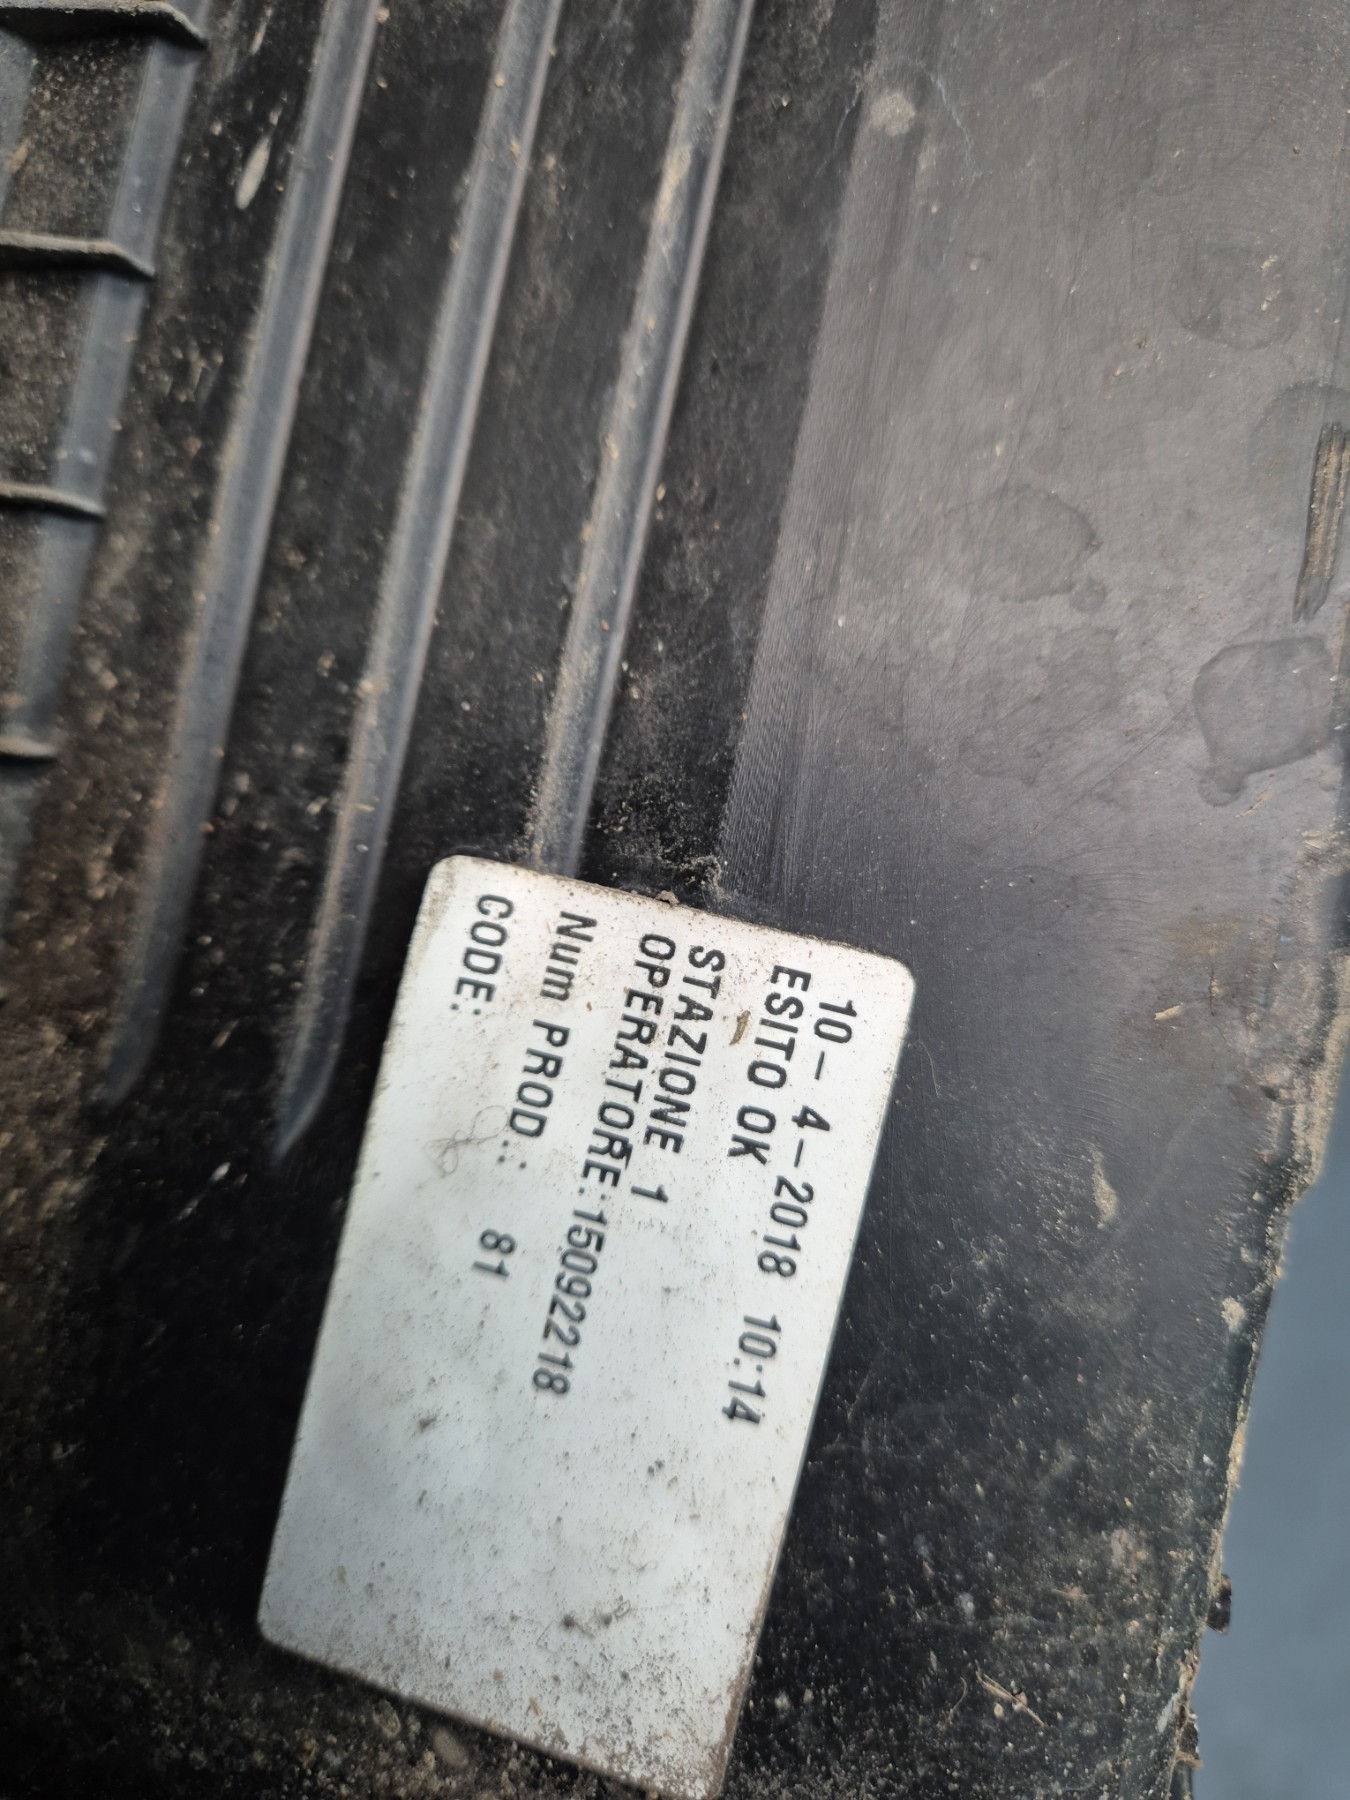 10- 4-2018 10:14
ESITO OK
STAZIONE 1
OPERATORE:15092218
Num PROD.: 81
CODE: